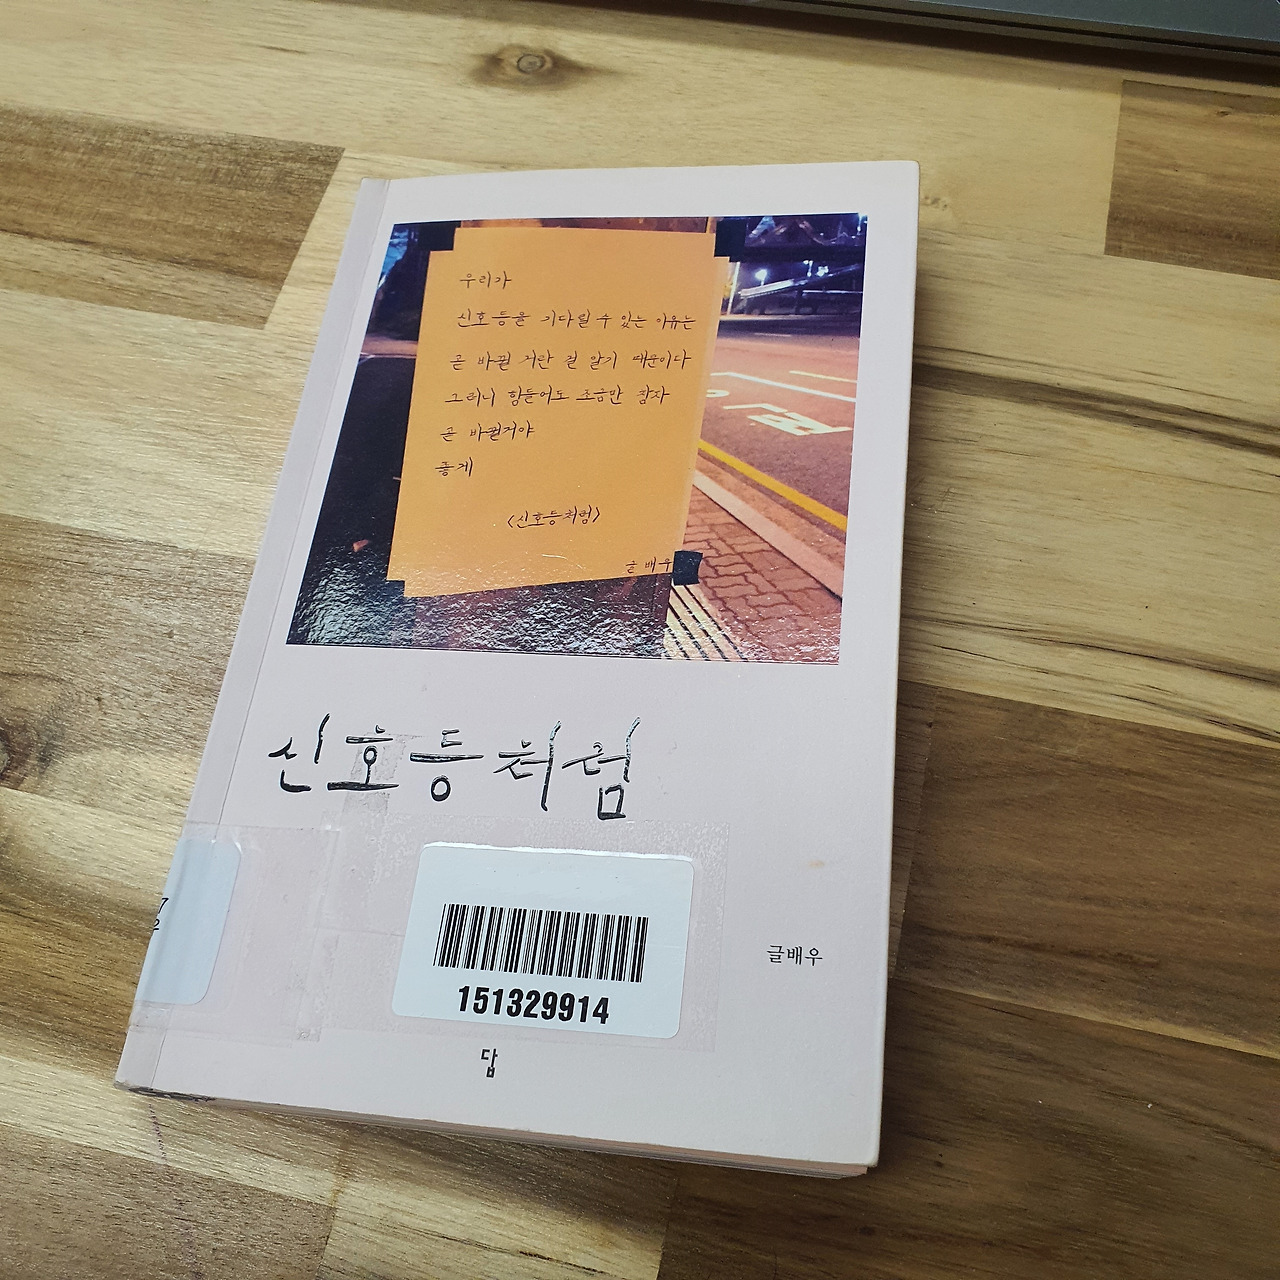 우리가
신호등을 기다릴 수 있는 이유는
곧 바뀔 거란 걸 알기 때문이다
그러니 힘들어도 조금만 참자
곧 바뀔거야
좋게
<신호등처럼>
글배우
신호등처럼
7
2
151329914
글배우
답